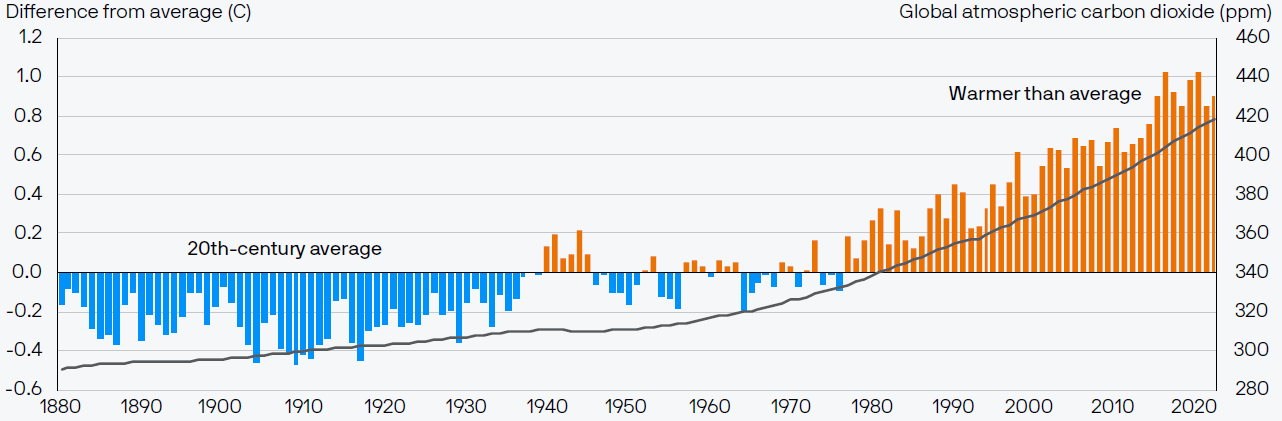 Difference from average (C) Global atmospheric carbon dioxide (ppm)
1.2 460
1.0 440
Warmer than average
0.8 420
0.6 400
0.4 380
0.2 360
20th-century average
0.0 340
-0.2 320
-0.4 300
-0.6 280
1880 1890 1900 1910 1920 1930 1940 1950 1960 1970 1980 1990 2000 2010 2020